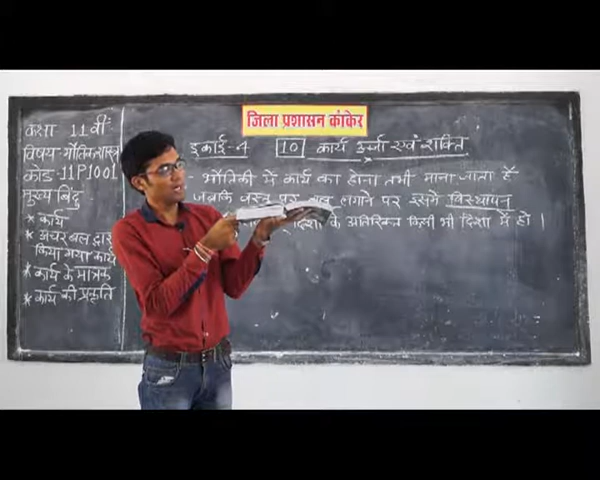 जिला प्रशासन कांकेर
कक्षा 11वीं
विषय-भौतिकशास्त्र
कोड-11P1001
मुख्य बिंदु
* कार्य
* अचर बल द्वारा
किया गया कार्य
* कार्य के मात्रक
* कार्य की प्रकृति
इकाई-4 10 कार्य ऊर्जा एवं शक्ति
भौतिकी में कार्य का होना तभी माना जाता है
जबकि वस्तु पर बल लगाने पर इसमें विस्थापन
दिशा के अतिरिक्त किसी भी दिशा में हो।